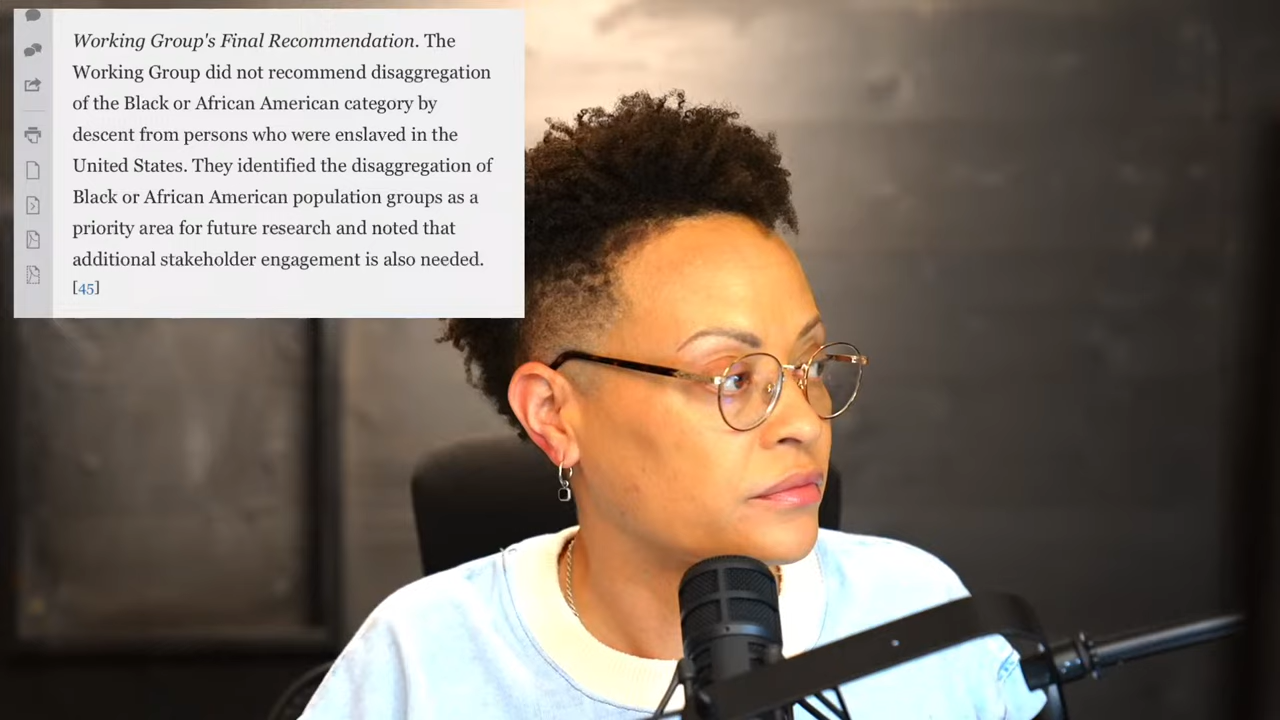 Working Group's Final Recommendation. The
Working Group did not recommend disaggregation
of the Black or African American category by
descent from persons who were enslaved in the
United States. They identified the disaggregation of
Black or African American population groups as a
priority area for future research and noted that
additional stakeholder engagement is also needed.
[45]